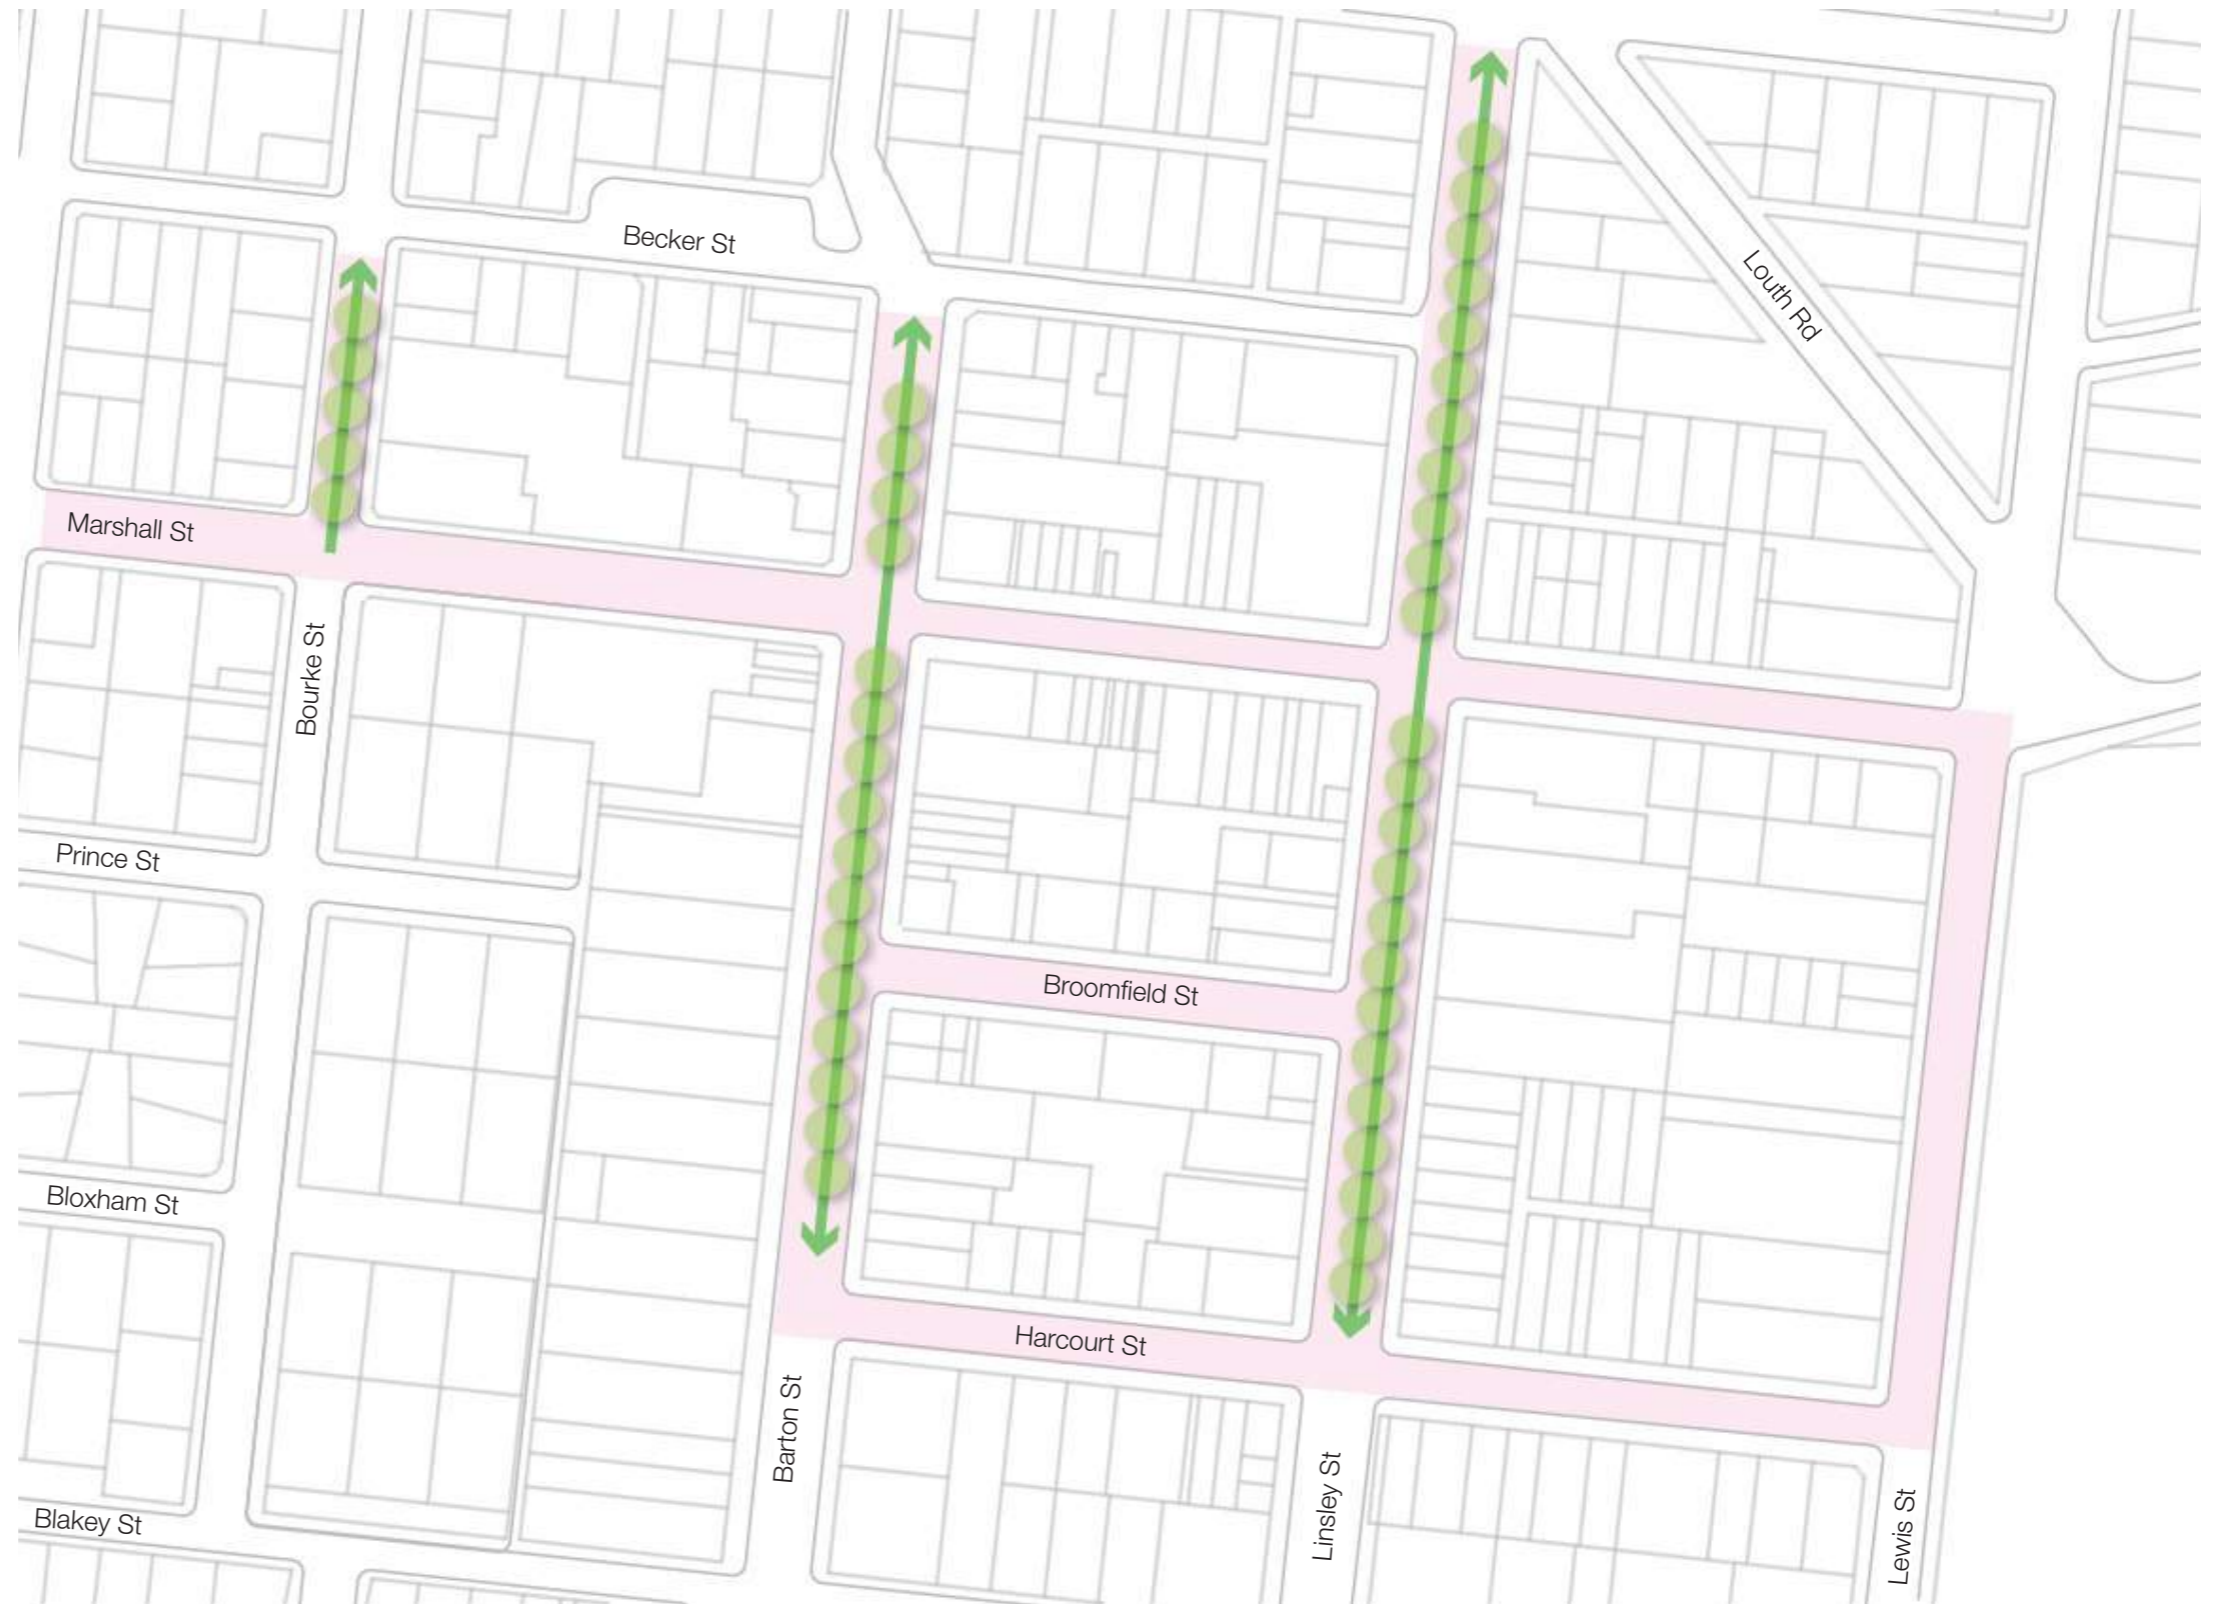 Becker St
Louth Rd
Marshall St
Bourke St
Prince St
Broomfield St
Bloxham St
Harcourt St
Barton St
Linsley St
Lewis St
Blakey St